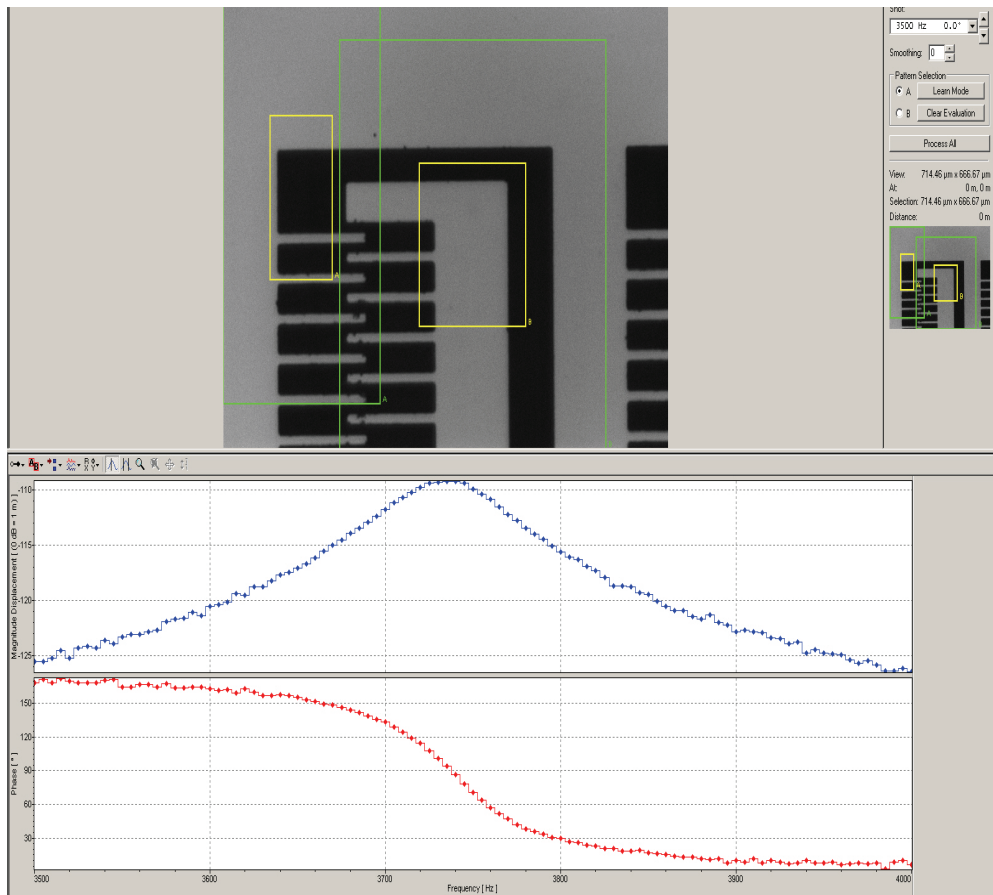 Shot:
3500 Hz 0.0°
Smoothing: 0
Pattern Selection
A Learn Mode
B Clear Evaluation
Process All
View: 714.46 µm x 666.67 µm
At: 0 m, 0 m
Selection: 714.46 µm x 666.67 µm
Distance: 0 m
A
B
A
A
B
A
Magnitude Displacement [ (0 dB = 1 m) ]
-110
-115
-120
-125
Phase [ ° ]
150
120
90
60
30
3500
3600
3700
3800
3900
4000
Frequency [ Hz ]